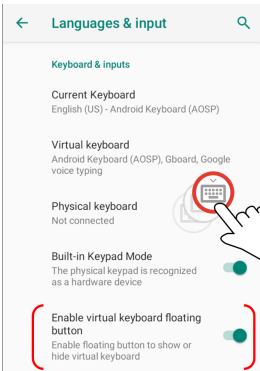 Languages & input
Keyboard & inputs
Current Keyboard
English (US) - Android Keyboard (AOSP)
Virtual keyboard
Android Keyboard (AOSP), Gboard, Google
voice typing
Physical keyboard
Not connected
Built-in Keypad Mode
The physical keypad is recognized
as a hardware device
Enable virtual keyboard floating
button
Enable floating button to show or
hide virtual keyboard